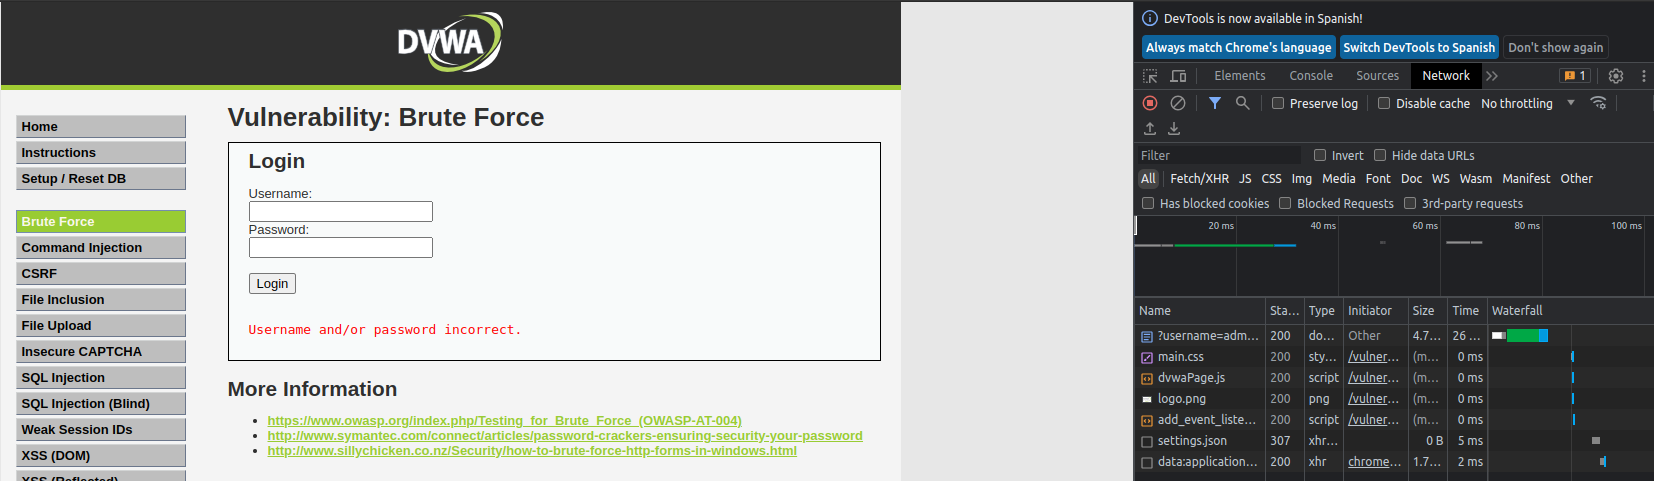 DVWA
Home
Instructions
Setup / Reset DB
Brute Force
Command Injection
CSRF
File Inclusion
File Upload
Insecure CAPTCHA
SQL Injection
SQL Injection (Blind)
Weak Session IDs
XSS (DOM)
XSS (Reflected)
Vulnerability: Brute Force
Login
Username:
Password:
Login
Username and/or password incorrect.
More Information
https://www.owasp.org/index.php/Testing_for_Brute_Force_(OWASP-AT-004)
http://www.symantec.com/connect/articles/password-crackers-ensuring-security-your-password
http://www.sillychicken.co.nz/Security/how-to-brute-force-http-forms-in-windows.html
DevTools is now available in Spanish!
Always match Chrome's language Switch DevTools to Spanish Don't show again
Elements Console Sources Network 1
Preserve log Disable cache No throttling
Filter Invert Hide data URLs
All Fetch/XHR JS CSS Img Media Font Doc WS Wasm Manifest Other
Has blocked cookies Blocked Requests 3rd-party requests
20 ms 40 ms 60 ms 80 ms 100 ms
Name Sta... Type Initiator Size Time Waterfall
?username=adm... 200 do... Other 4.7... 26 ...
main.css 200 sty... /vulner... (m... 0 ms
dvwaPage.js 200 script /vulner... (m... 0 ms
logo.png 200 png /vulner... (m... 0 ms
add_event_liste... 200 script /vulner... (m... 0 ms
settings.json 307 xhr... 0 B 5 ms
data:application... 200 xhr chrome... 1.7... 2 ms